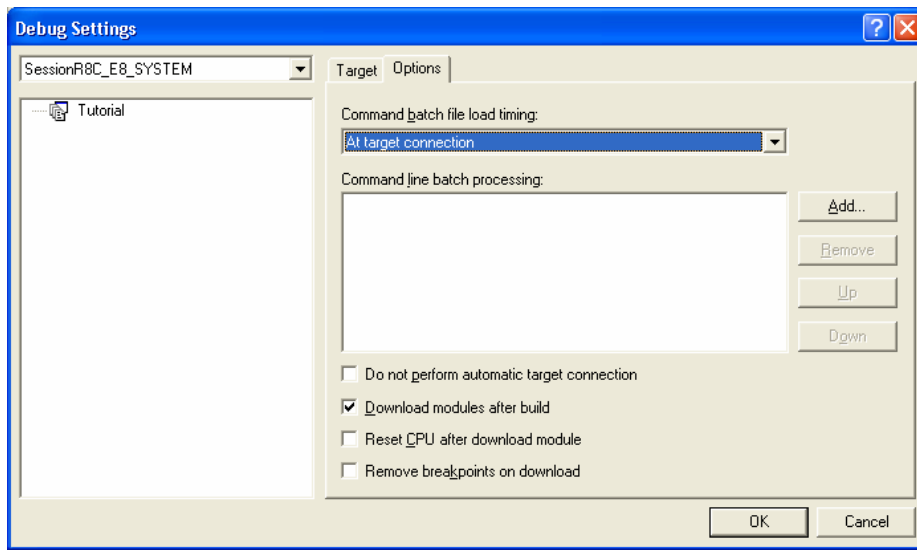 Debug Settings
SessionR8C_E8_SYSTEM
Tutorial
Target
Options
Command batch file load timing:
At target connection
Command line batch processing:
Add...
Remove
Up
Down
Do not perform automatic target connection
Download modules after build
Reset CPU after download module
Remove breakpoints on download
OK
Cancel